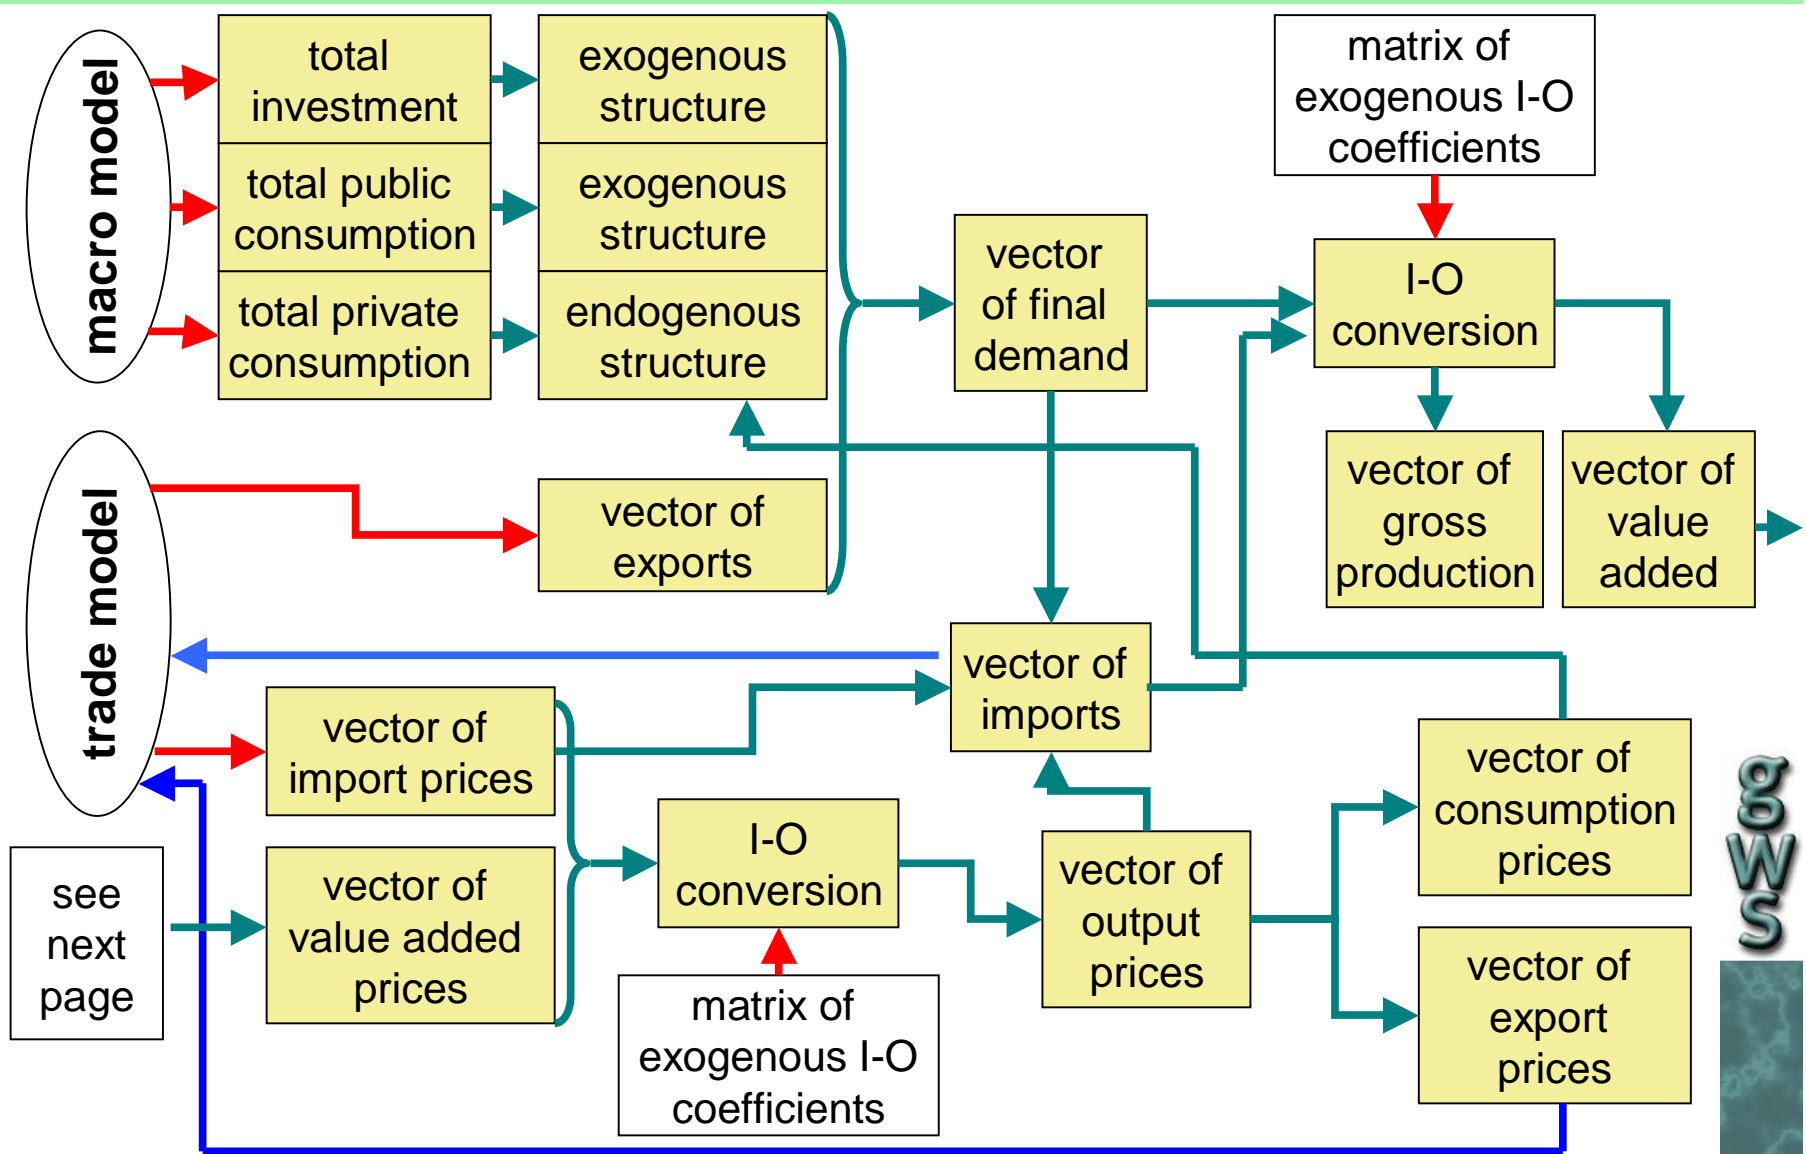 macro model
total
investment
exogenous
structure
total public
consumption
exogenous
structure
total private
consumption
endogenous
structure
matrix of
exogenous I-O
coefficients
vector
of final
demand
I-O
conversion
vector of
gross
production
vector of
value
added
trade model
vector of
exports
vector of
imports
vector of
import prices
see
next
page
vector of
value added
prices
I-O
conversion
matrix of
exogenous I-O
coefficients
vector of
output
prices
vector of
consumption
prices
vector of
export
prices
gws